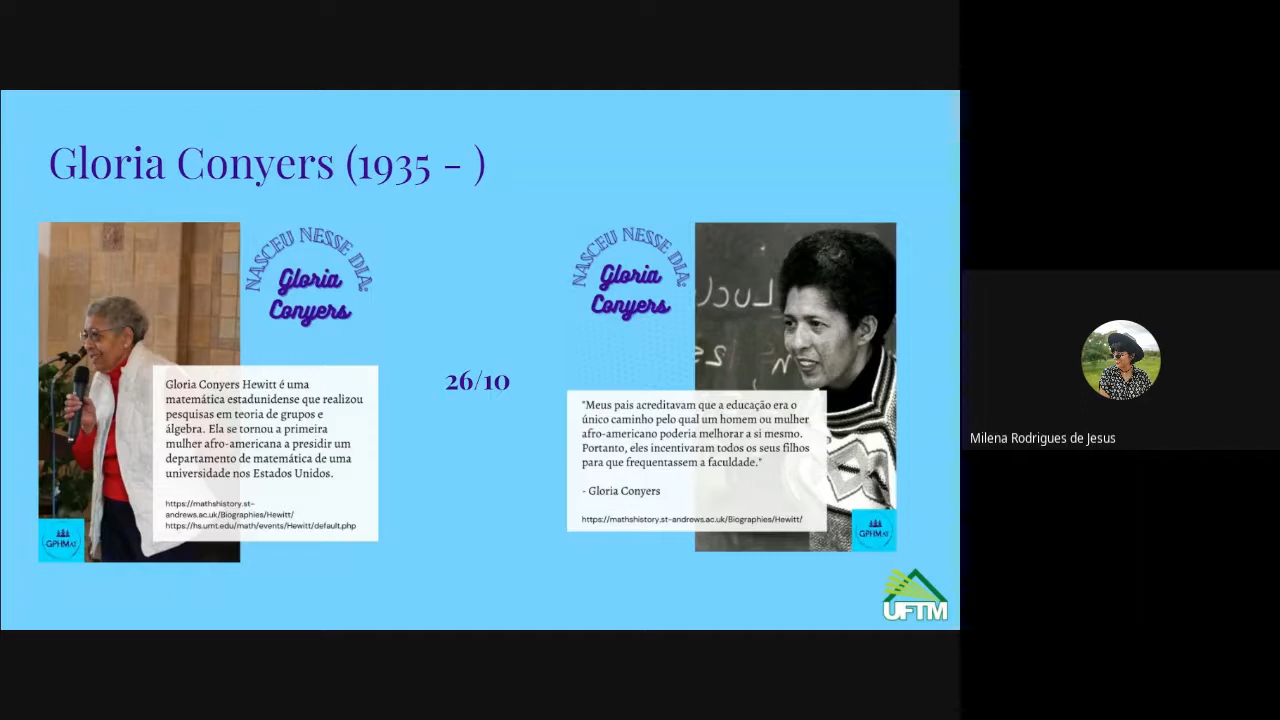 Gloria Conyers (1935 - )
NASCEU NESSE DIA:
Gloria
Conyers
Gloria Conyers Hewitt é uma
matemática estadunidense que realizou
pesquisas em teoria de grupos e
álgebra. Ela se tornou a primeira
mulher afro-americana a presidir um
departamento de matemática de uma
universidade nos Estados Unidos.
https://mathshistory.st-
andrews.ac.uk/Biographies/Hewitt/
https://hs.umt.edu/math/events/Hewitt/default.php
GPHMAT
26/10
NASCEU NESSE DIA:
Gloria
Conyers
"Meus pais acreditavam que a educação era o
único caminho pelo qual um homem ou mulher
afro-americano poderia melhorar a si mesmo.
Portanto, eles incentivaram todos os seus filhos
para que frequentassem a faculdade."
- Gloria Conyers
https://mathshistory.st-andrews.ac.uk/Biographies/Hewitt/
GPHMAT
UFTM
Milena Rodrigues de Jesus